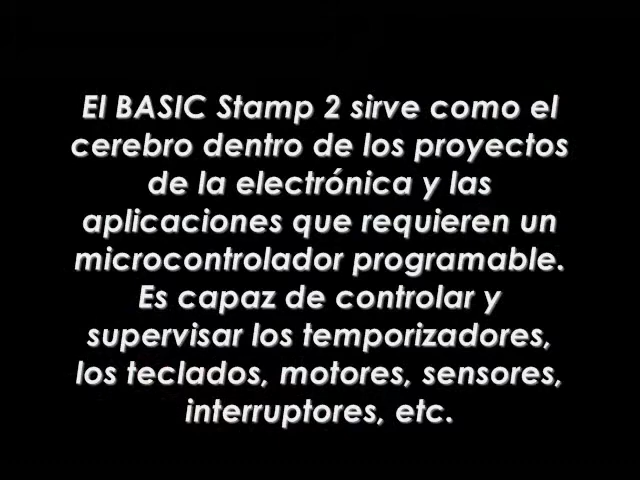 El BASIC Stamp 2 sirve como el
cerebro dentro de los proyectos
de la electrónica y las
aplicaciones que requieren un
microcontrolador programable.
Es capaz de controlar y
supervisar los temporizadores,
los teclados, motores, sensores,
interruptores, etc.